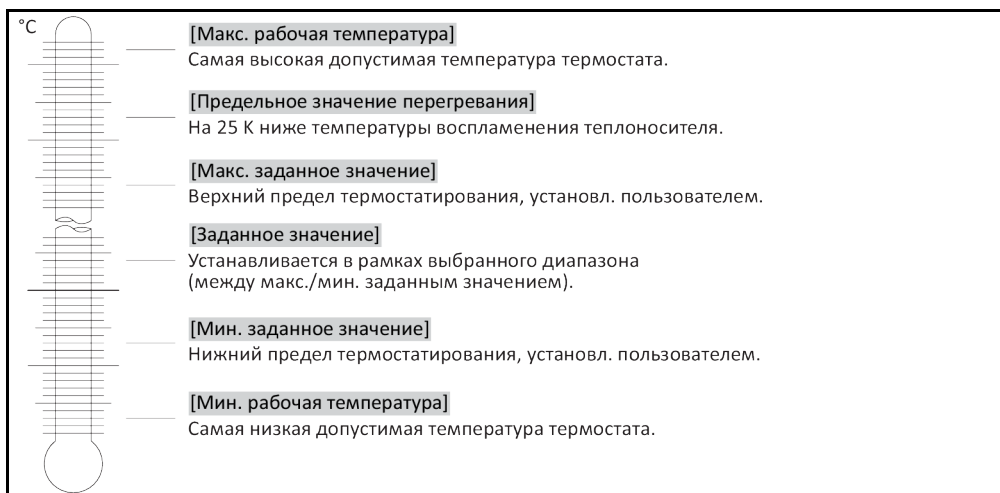 °C
[Макс. рабочая температура]
Самая высокая допустимая температура термостата.
[Предельное значение перегревания]
На 25 K ниже температуры воспламенения теплоносителя.
[Макс. заданное значение]
Верхний предел термостатирования, установл. пользователем.
[Заданное значение]
Устанавливается в рамках выбранного диапазона
(между макс./мин. заданным значением).
[Мин. заданное значение]
Нижний предел термостатирования, установл. пользователем.
[Мин. рабочая температура]
Самая низкая допустимая температура термостата.